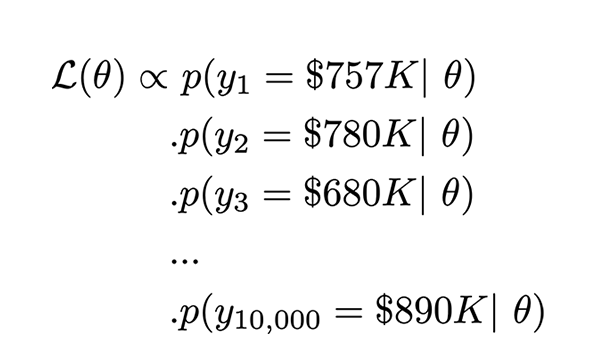 ℒ(θ) ∝ p(y₁ = $757K| θ)
.p(y₂ = $780K| θ)
.p(y₃ = $680K| θ)
...
.p(y₁₀,₀₀₀ = $890K| θ)